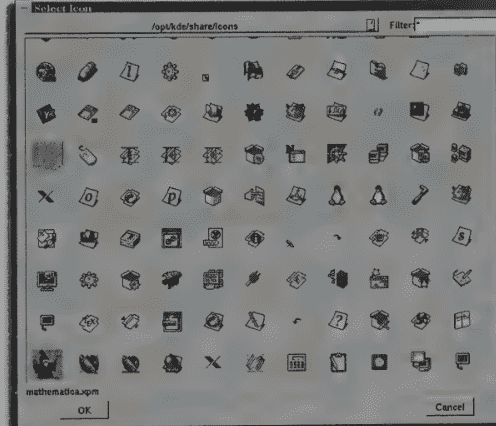 Select Icon
/opt/kde/share/icons
Filter:*
mathematica.xpm
OK
Cancel